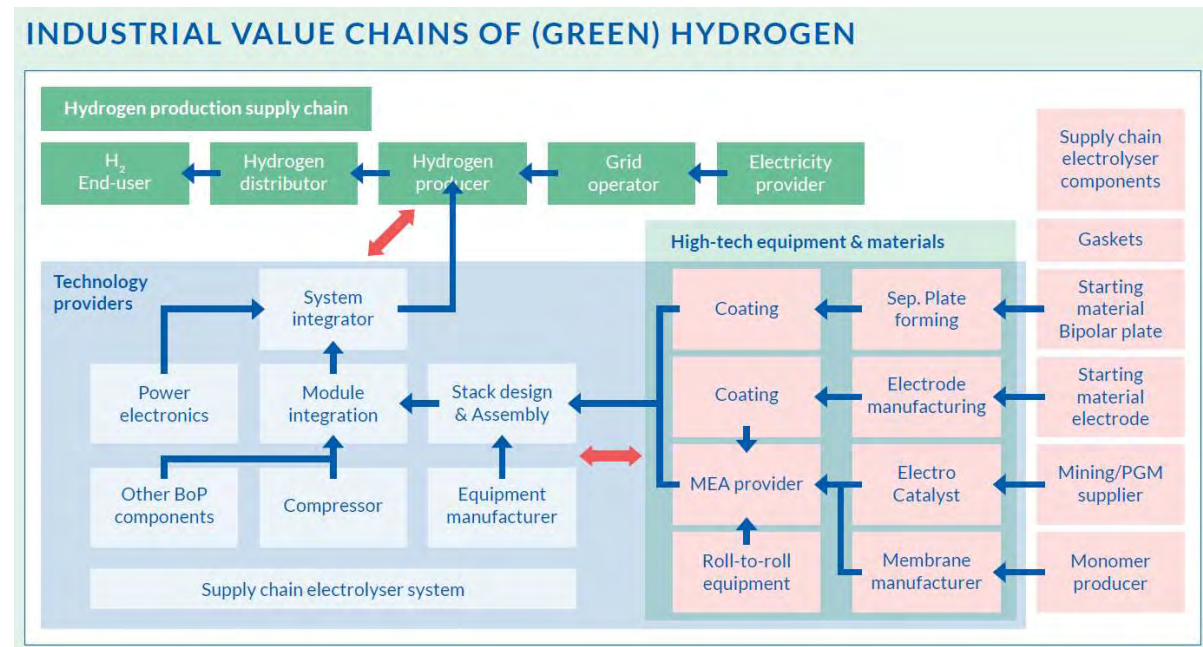 INDUSTRIAL VALUE CHAINS OF (GREEN) HYDROGEN
Hydrogen production supply chain
H₂
End-user
Hydrogen
distributor
Hydrogen
producer
Grid
operator
Electricity
provider
Supply chain
electrolyser
components
High-tech equipment & materials
Gaskets
Technology
providers
System
integrator
Coating
Sep. Plate
forming
Starting
material
Bipolar plate
Power
electronics
Module
integration
Stack design
& Assembly
Coating
Electrode
manufacturing
Starting
material
electrode
Other BoP
components
Compressor
Equipment
manufacturer
MEA provider
Electro
Catalyst
Mining/PGM
supplier
Roll-to-roll
equipment
Membrane
manufacturer
Monomer
producer
Supply chain electrolyser system